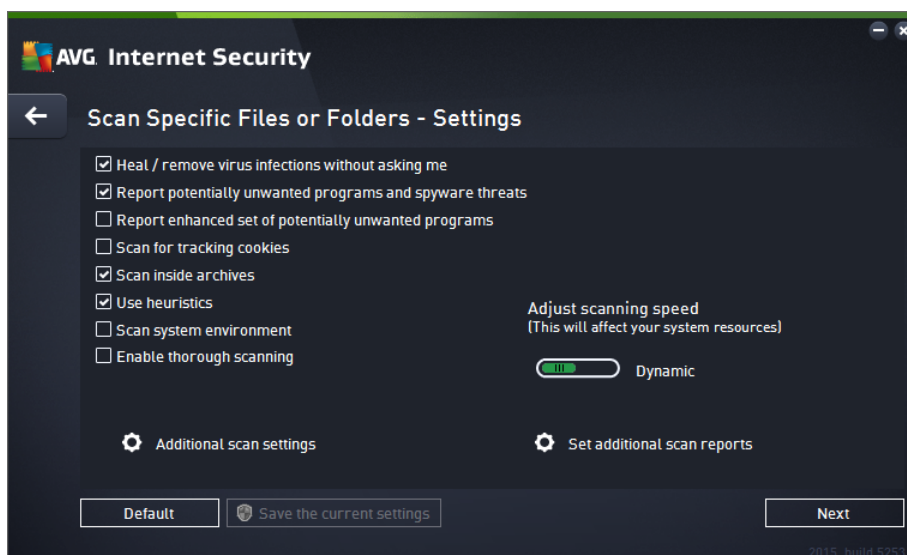 AVG. Internet Security
Scan Specific Files or Folders - Settings
Heal / remove virus infections without asking me
Report potentially unwanted programs and spyware threats
Report enhanced set of potentially unwanted programs
Scan for tracking cookies
Scan inside archives
Use heuristics
Scan system environment
Enable thorough scanning
Adjust scanning speed
(This will affect your system resources)
Dynamic
Additional scan settings
Set additional scan reports
Default
Save the current settings
Next
2015, build 5253